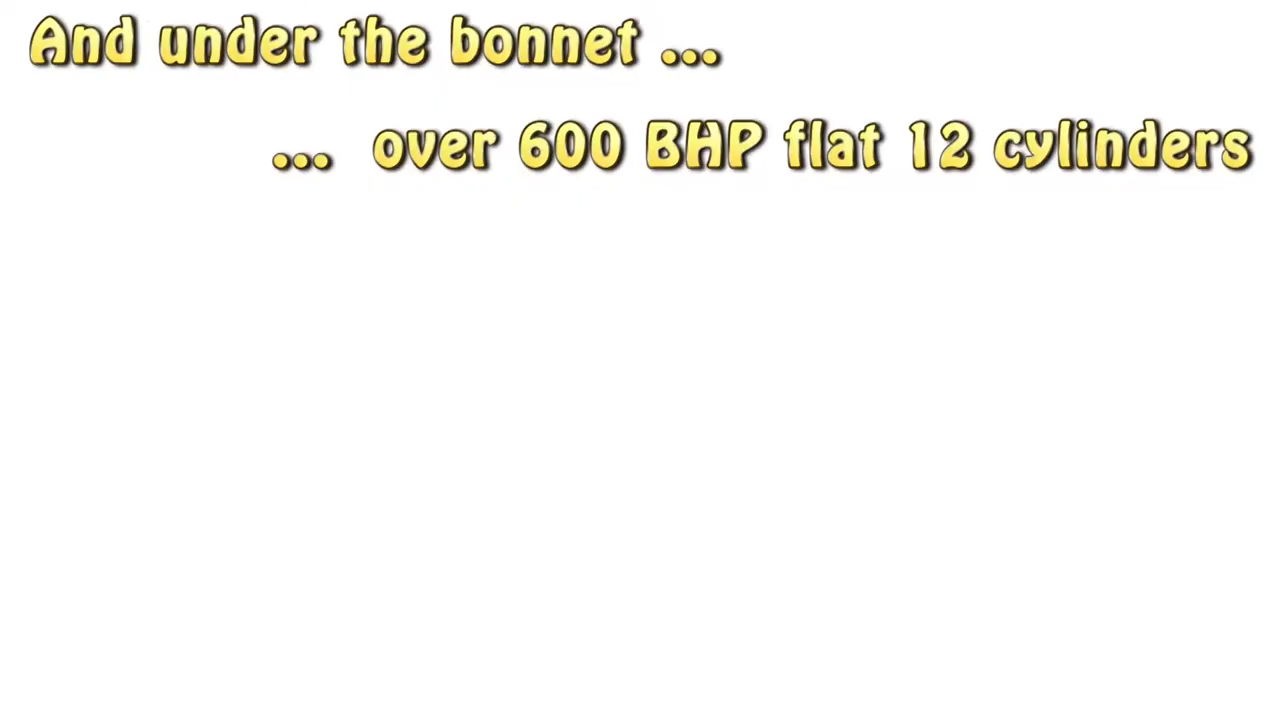 And under the bonnet ...
... over 600 BHP flat 12 cylinders